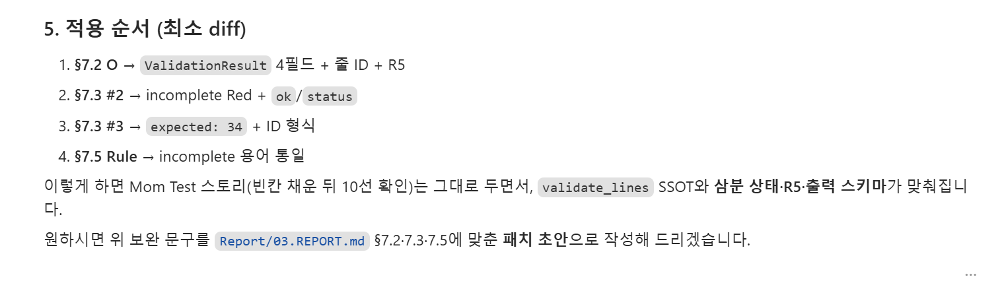 5. 적용 순서 (최소 diff)
1. §7.2 O → ValidationResult 4필드 + 줄 ID + R5
2. §7.3 #2 → incomplete Red + ok/status
3. §7.3 #3 → expected: 34 + ID 형식
4. §7.5 Rule → incomplete 용어 통일
이렇게 하면 Mom Test 스토리(빈칸 채운 뒤 10선 확인)는 그대로 두면서, validate_lines SSOT와 삼분 상태·R5·출력 스키마가 맞춰집니
다.
원하시면 위 보완 문구를 Report/03.REPORT.md §7.2·7.3·7.5에 맞춘 패치 초안으로 작성해 드리겠습니다.
...